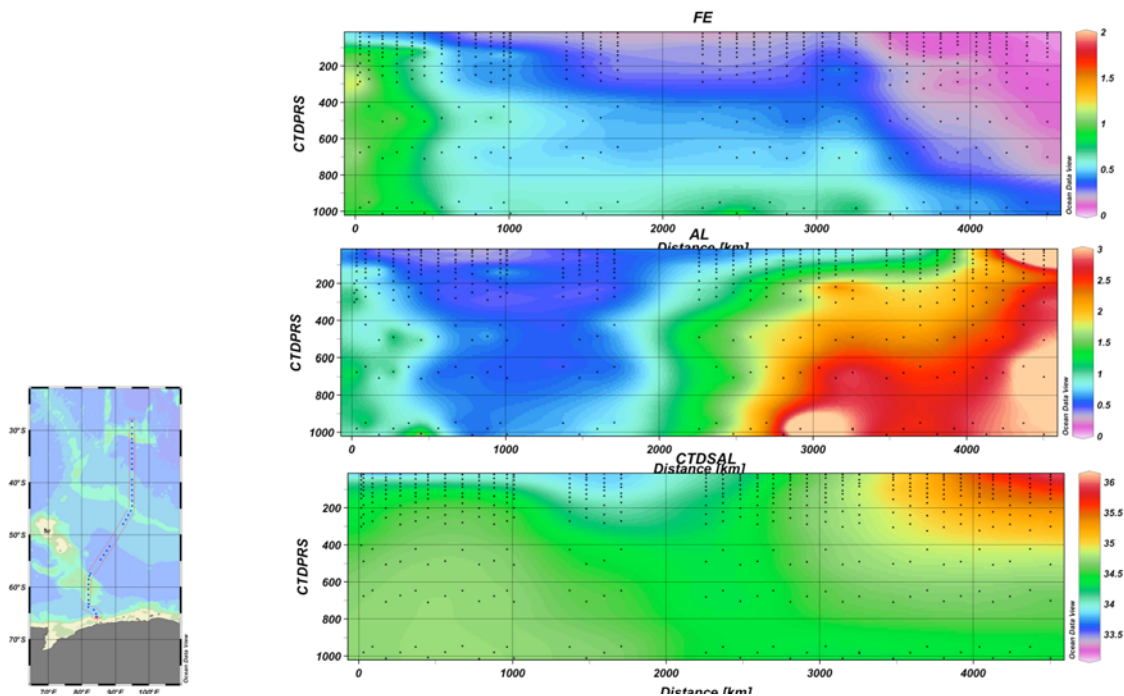 FE
CTDPRS
200
400
600
800
1000
0
1000
2000
3000
4000
2
1.5
1
0.5
0
Ocean Data View
Distance [km]
AL
CTDPRS
200
400
600
800
1000
0
1000
2000
3000
4000
3
2.5
2
1.5
1
0.5
0
Ocean Data View
Distance [km]
CTDSAL
CTDPRS
200
400
600
800
1000
0
1000
2000
3000
4000
36
35.5
35
34.5
34
33.5
Ocean Data View
Distance [km]
30°S
40°S
50°S
60°S
70°S
70°E
80°E
90°E
100°E
Ocean Data View